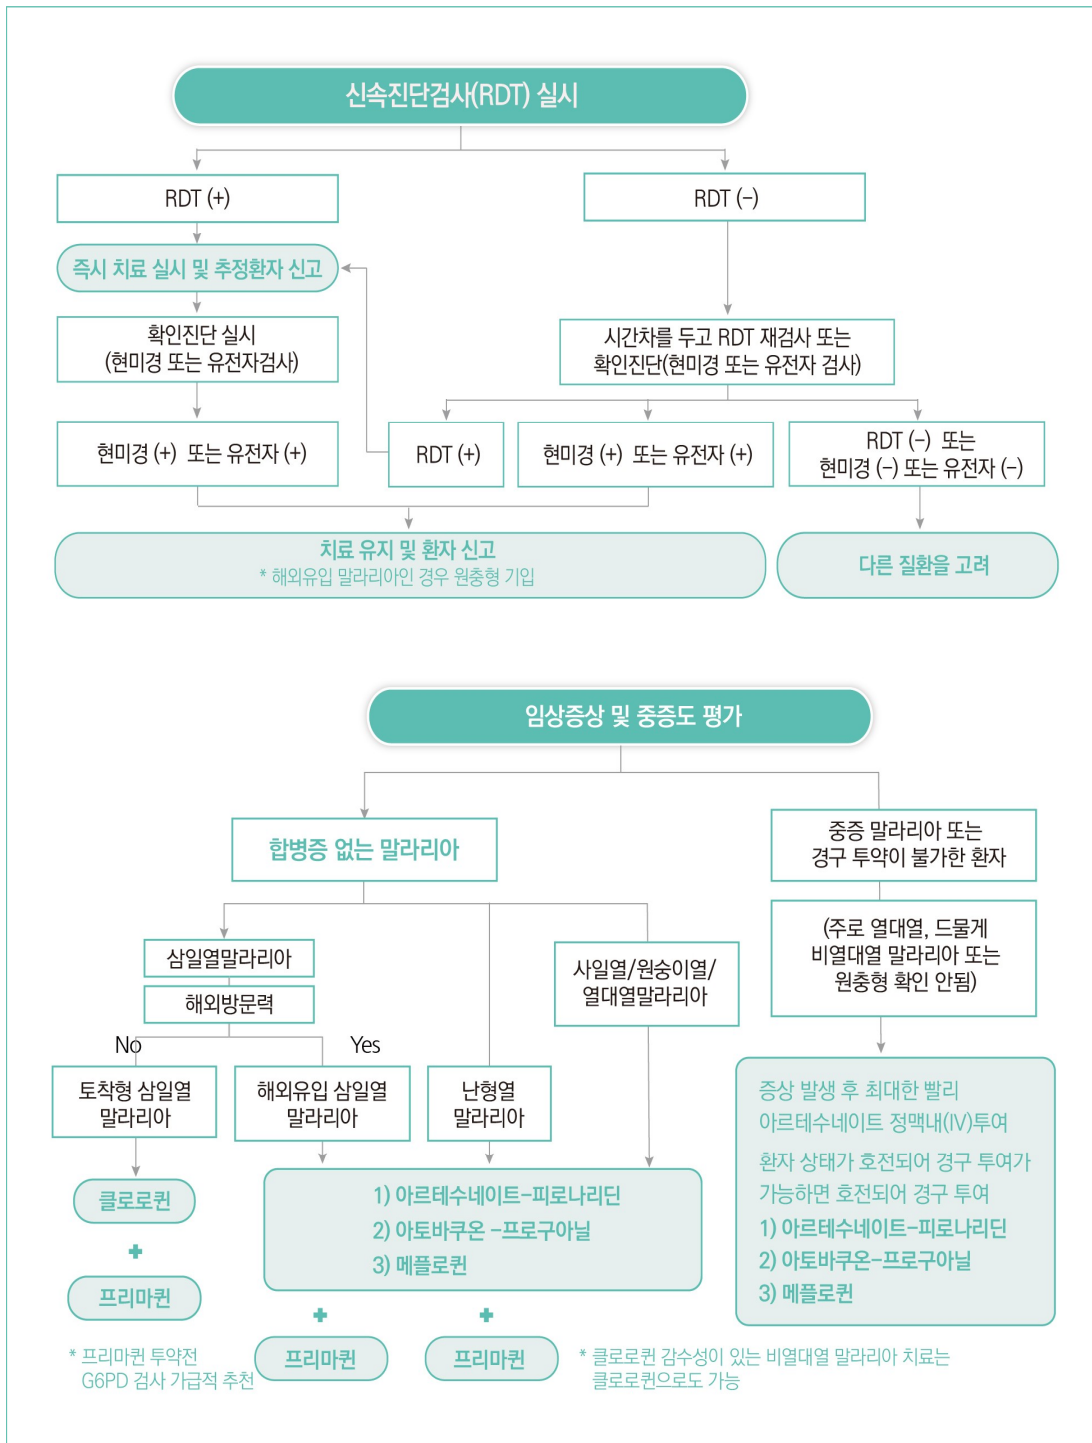 신속진단검사(RDT) 실시
RDT (+)
RDT (–)
즉시 치료 실시 및 추정환자 신고
확인진단 실시
(현미경 또는 유전자검사)
시간차를 두고 RDT 재검사 또는
확인진단(현미경 또는 유전자 검사)
현미경 (+) 또는 유전자 (+)
RDT (+)
현미경 (+) 또는 유전자 (+)
RDT (–) 또는
현미경 (–) 또는 유전자 (–)
치료 유지 및 환자 신고
* 해외유입 말라리아인 경우 원충형 기입
다른 질환을 고려
임상증상 및 중증도 평가
합병증 없는 말라리아
중증 말라리아 또는
경구 투약이 불가한 환자
삼일열말라리아
해외방문력
사일열/원숭이열/
열대열말라리아
(주로 열대열, 드물게
비열대열 말라리아 또는
원충형 확인 안됨)
No
Yes
토착형 삼일열
말라리아
해외유입 삼일열
말라리아
난형열
말라리아
클로로퀸
+
프리마퀸
1) 아르테수네이트-피로나리딘
2) 아토바쿠온 –프로구아닐
3) 메플로퀸
증상 발생 후 최대한 빨리
아르테수네이트 정맥내(IV)투여
환자 상태가 호전되어 경구 투여가
가능하면 호전되어 경구 투여
1) 아르테수네이트-피로나리딘
2) 아토바쿠온-프로구아닐
3) 메플로퀸
+
프리마퀸
+
프리마퀸
* 프리마퀸 투약전
G6PD 검사 가급적 추천
* 클로로퀸 감수성이 있는 비열대열 말라리아 치료는
클로로퀸으로도 가능